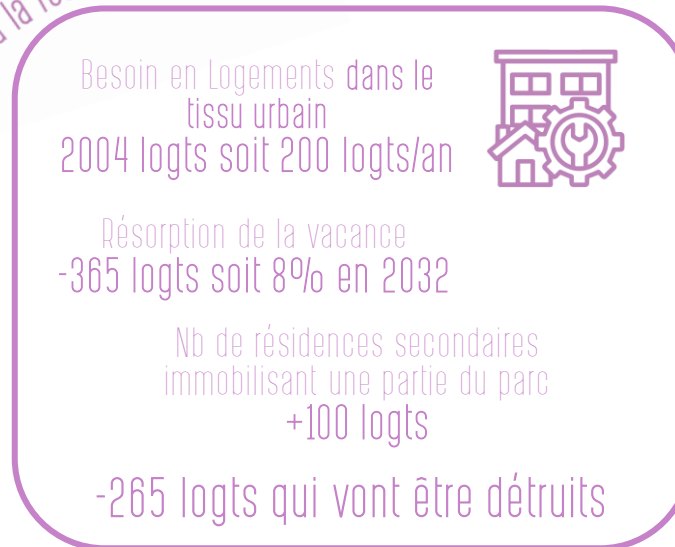 à la
Besoin en Logements dans le
tissu urbain
2004 logts soit 200 logts/an
Résorption de la vacance
-365 logts soit 8% en 2032
Nb de résidences secondaires
immobilisant une partie du parc
+100 logts
-265 logts qui vont être détruits